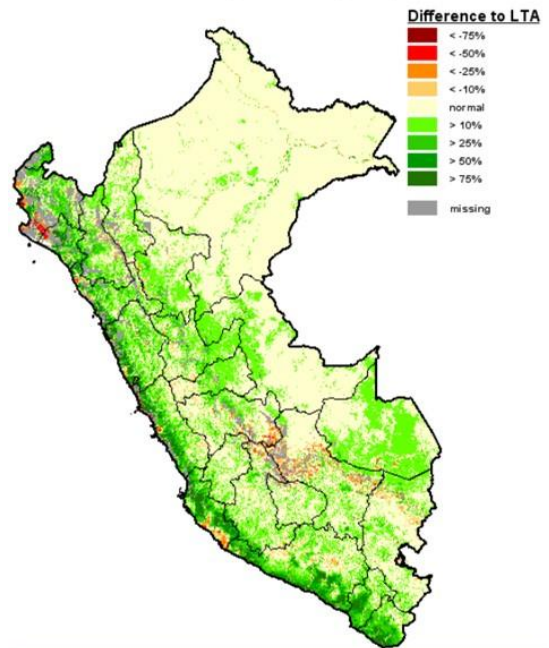 Difference to LTA
< -75%
< -50%
< -25%
< -10%
normal
> 10%
> 25%
> 50%
> 75%
missing